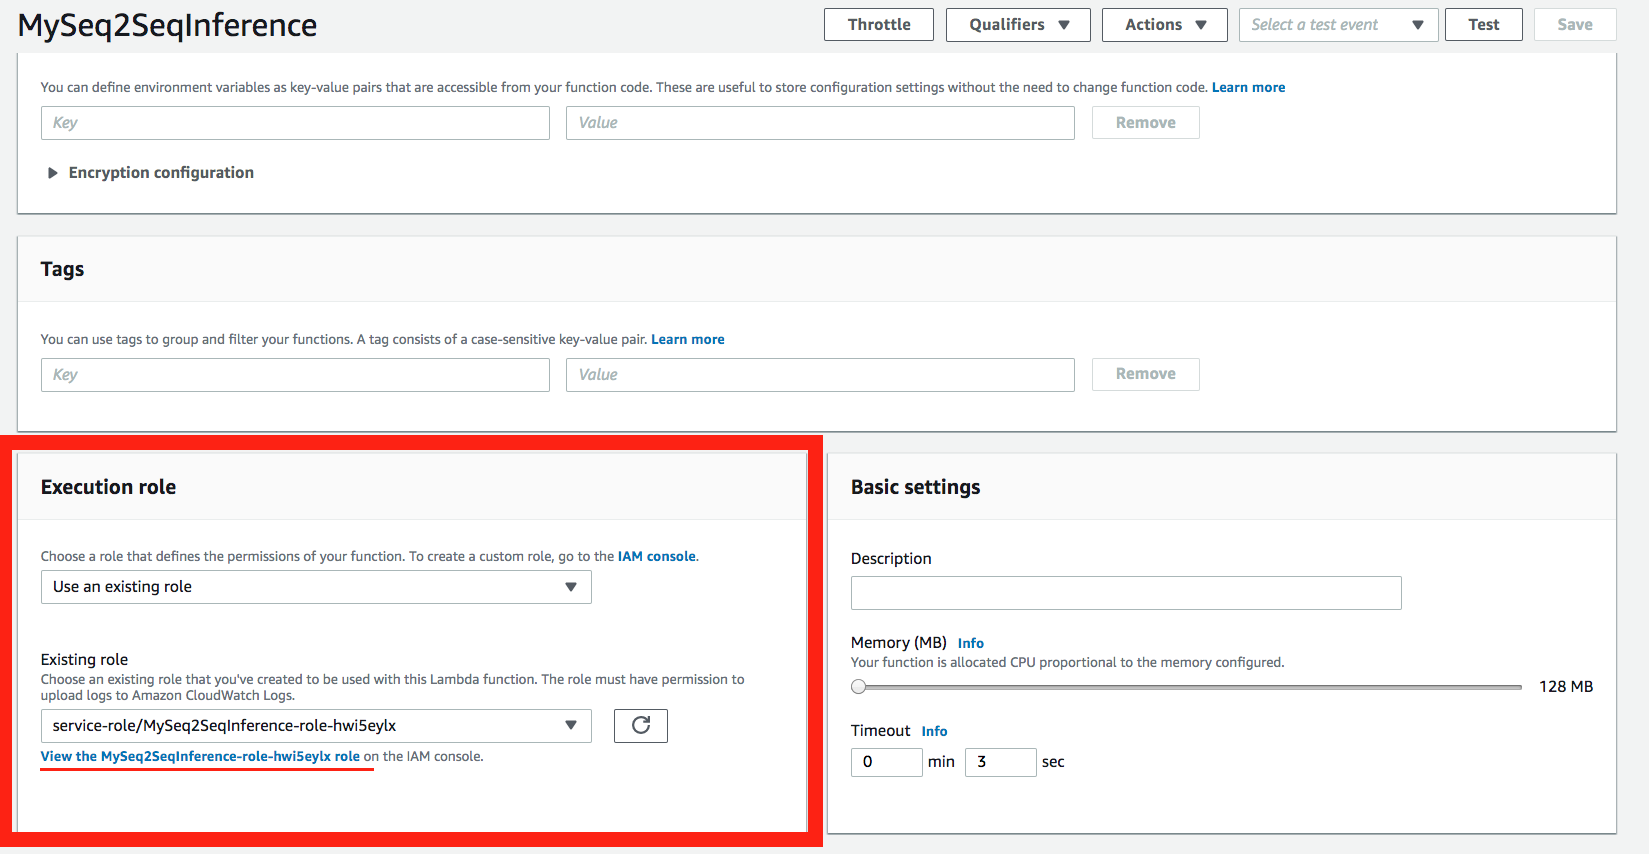 MySeq2SeqInference
Throttle
Qualifiers
Actions
Select a test event
Test
Save
You can define environment variables as key-value pairs that are accessible from your function code. These are useful to store configuration settings without the need to change function code. Learn more
Key
Value
Remove
Encryption configuration
Tags
You can use tags to group and filter your functions. A tag consists of a case-sensitive key-value pair. Learn more
Key
Value
Remove
Execution role
Choose a role that defines the permissions of your function. To create a custom role, go to the IAM console.
Use an existing role
Existing role
Choose an existing role that you've created to be used with this Lambda function. The role must have permission to
upload logs to Amazon CloudWatch Logs.
service-role/MySeq2SeqInference-role-hwi5eylx
View the MySeq2SeqInference-role-hwi5eylx role on the IAM console.
Basic settings
Description
Memory (MB) Info
Your function is allocated CPU proportional to the memory configured.
128 MB
Timeout Info
0 min 3 sec